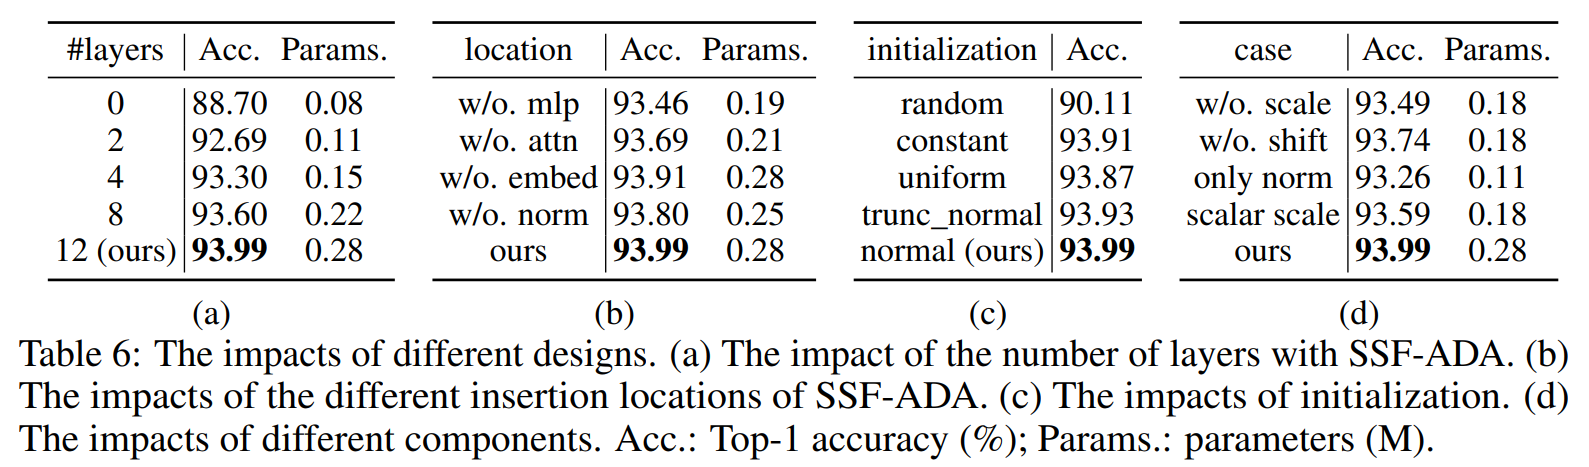 #layers Acc. Params.
0 88.70 0.08
2 92.69 0.11
4 93.30 0.15
8 93.60 0.22
12 (ours) 93.99 0.28
(a)
location Acc. Params.
w/o. mlp 93.46 0.19
w/o. attn 93.69 0.21
w/o. embed 93.91 0.28
w/o. norm 93.80 0.25
ours 93.99 0.28
(b)
initialization Acc.
random 90.11
constant 93.91
uniform 93.87
trunc_normal 93.93
normal (ours) 93.99
(c)
case Acc. Params.
w/o. scale 93.49 0.18
w/o. shift 93.74 0.18
only norm 93.26 0.11
scalar scale 93.59 0.18
ours 93.99 0.28
(d)
Table 6: The impacts of different designs. (a) The impact of the number of layers with SSF-ADA. (b)
The impacts of the different insertion locations of SSF-ADA. (c) The impacts of initialization. (d)
The impacts of different components. Acc.: Top-1 accuracy (%); Params.: parameters (M).